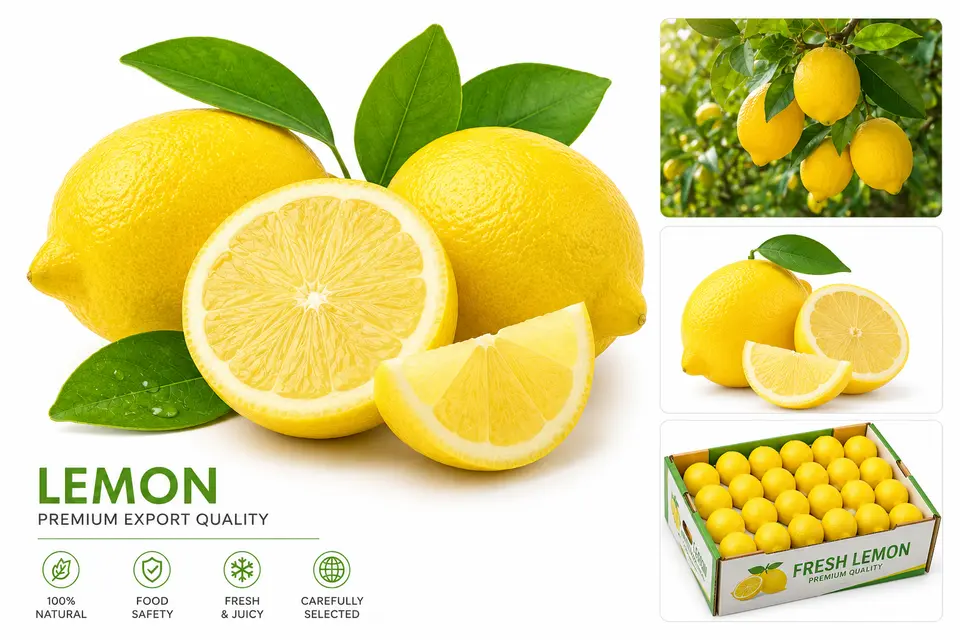 LEMON
PREMIUM EXPORT QUALITY
100%
NATURAL
FOOD
SAFETY
FRESH
& JUICY
CAREFULLY
SELECTED
FRESH LEMON
PREMIUM QUALITY